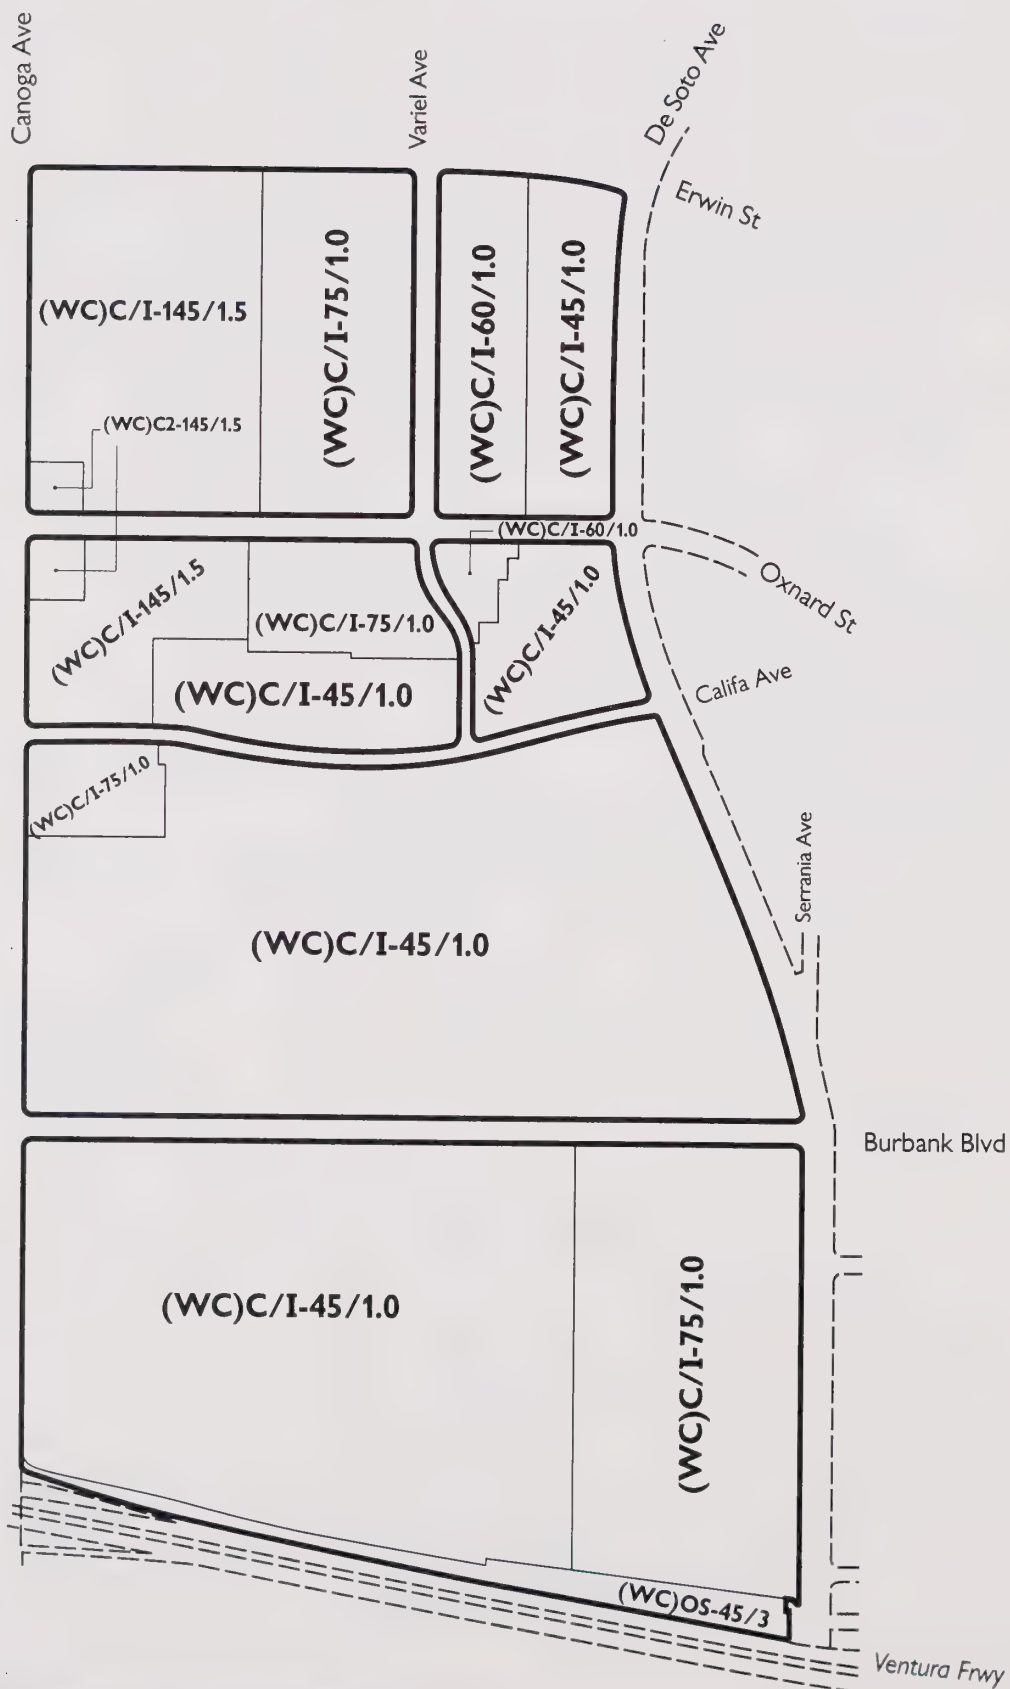 Canoga Ave
Variel Ave
De Soto Ave
Erwin St
(WC)C/I-145/1.5
(WC)C/I-75/1.0
(WC)C/I-60/1.0
(WC)C/I-45/1.0
(WC)C2-145/1.5
(WC)C/I-60/1.0
Oxnard St
(WC)C/I-145/1.5
(WC)C/I-75/1.0
(WC)C/I-45/1.0
(WC)C/I-45/1.0
Califa Ave
(WC)C/I-75/1.0
Serrania Ave
(WC)C/I-45/1.0
Burbank Blvd
(WC)C/I-45/1.0
(WC)C/I-75/1.0
(WC)OS-45/3
Ventura Frwy